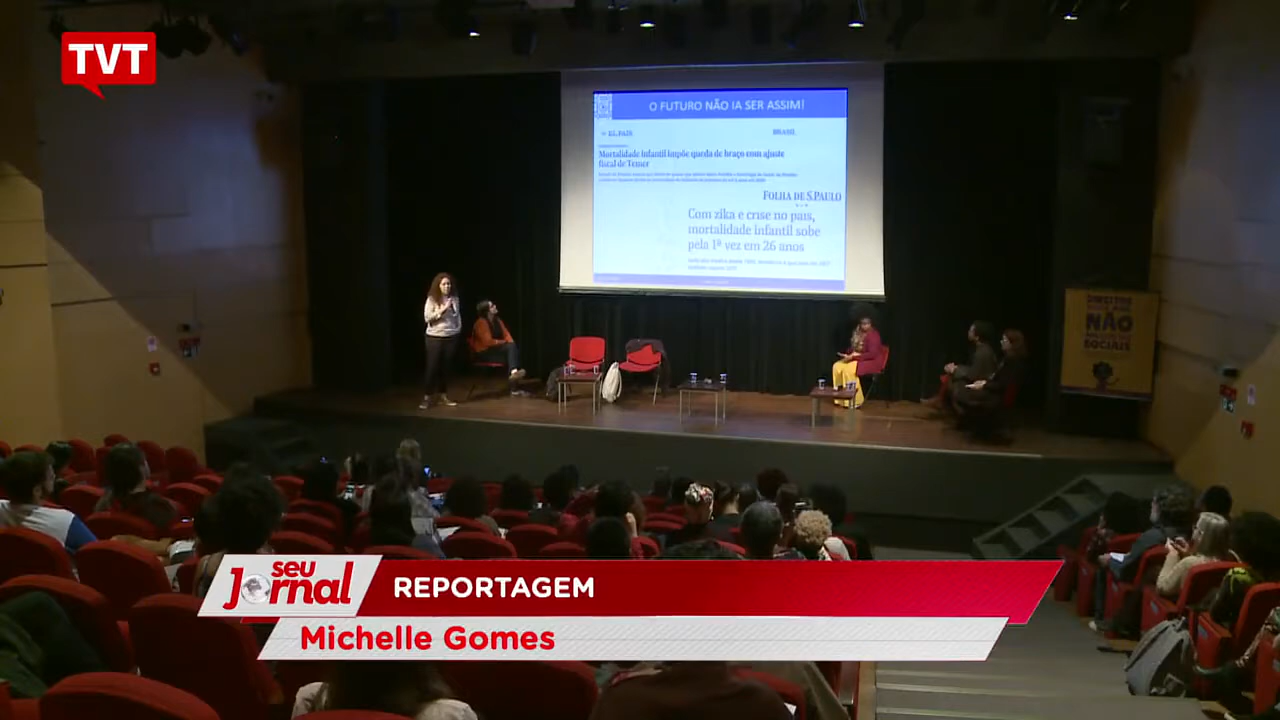 TVT
O FUTURO NÃO IA SER ASSIM!
EL PAÍS
BRASIL
Mortalidade infantil impõe queda de braço com ajuste
fiscal de Temer
FOLHA DE S.PAULO
Com zika e crise no país,
mortalidade infantil sobe
pela 1ª vez em 26 anos
NÃO
SOCIAIS
seu
Jornal
REPORTAGEM
Michelle Gomes